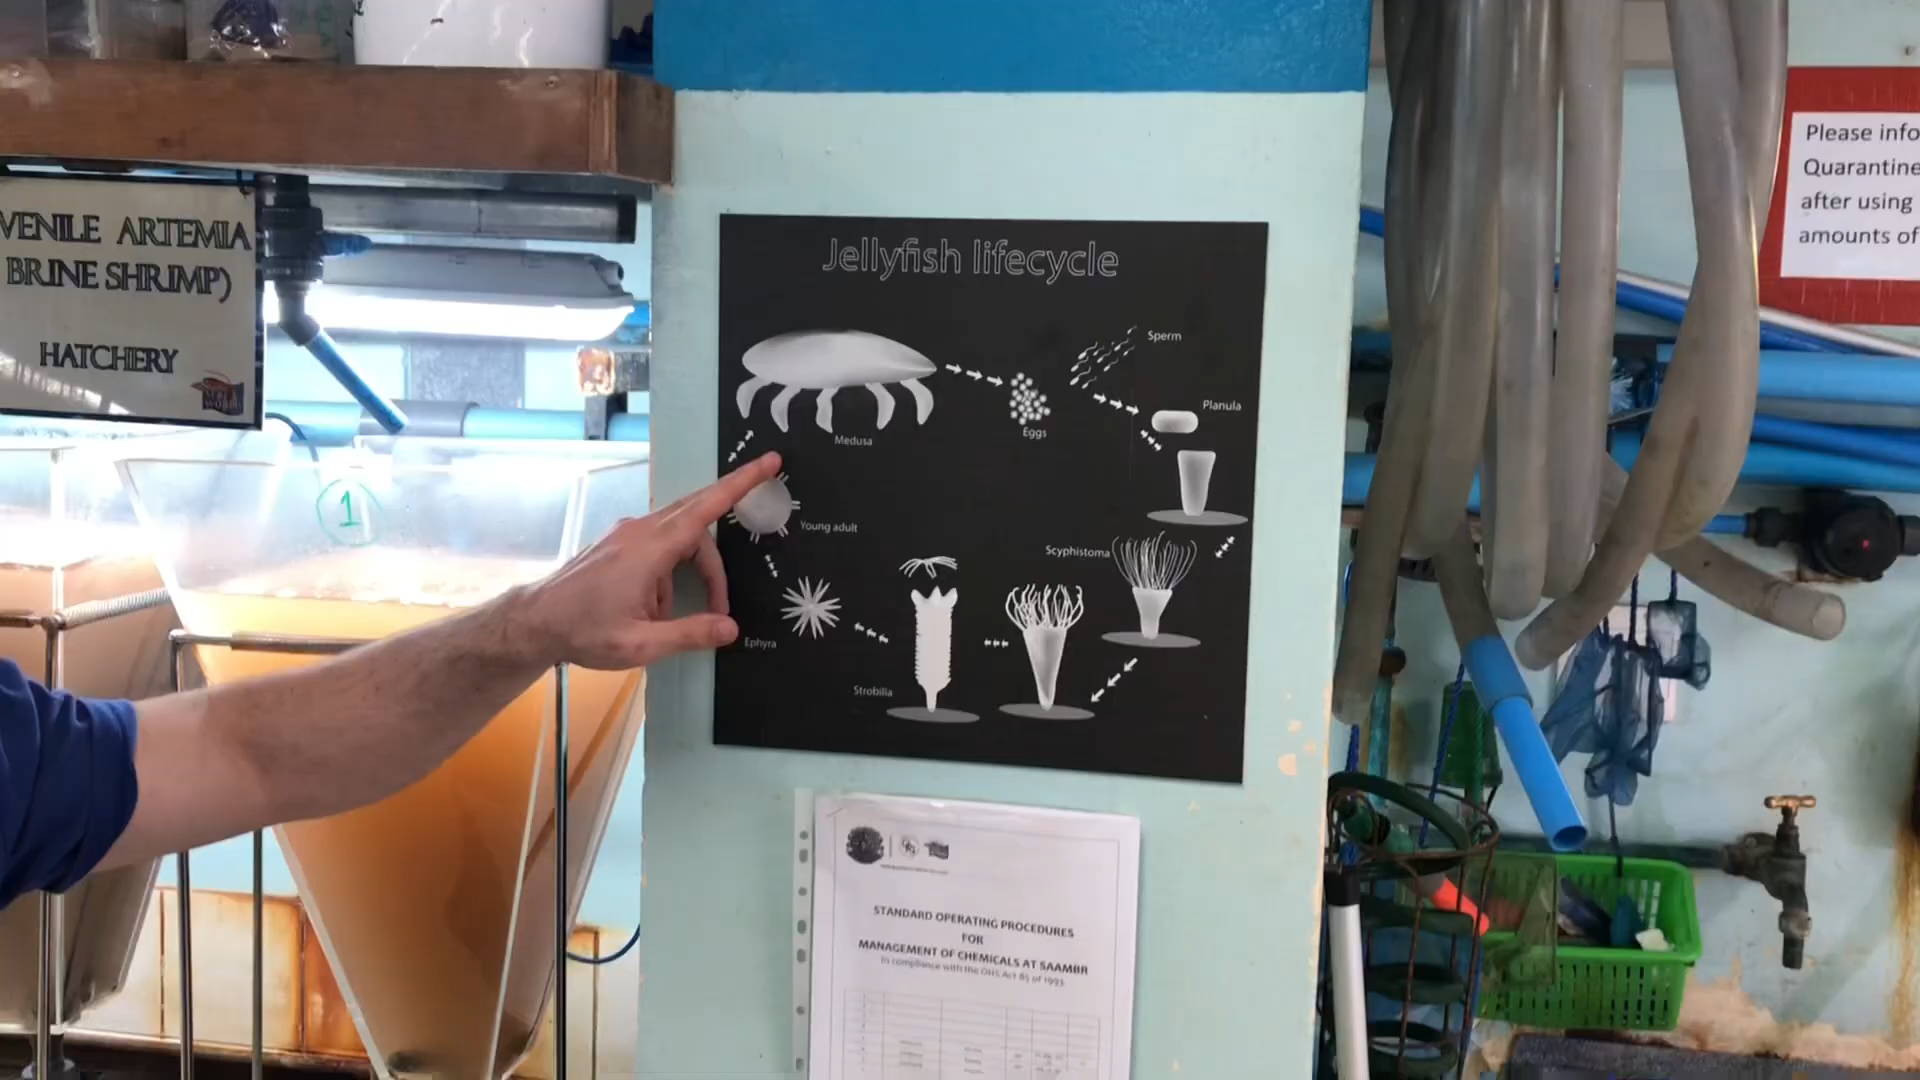 VENILE ARTEMIA
BRINE SHRIMP)
HATCHERY
1
Jellyfish lifecycle
Sperm
Planula
Eggs
Medusa
Young adult
Scyphistoma
Ephyra
Strobilia
STANDARD OPERATING PROCEDURES
FOR
MANAGEMENT OF CHEMICALS AT SAAMBR
In compliance with the OHS Act 85 of 1993
Please info
Quarantine
after using
amounts of